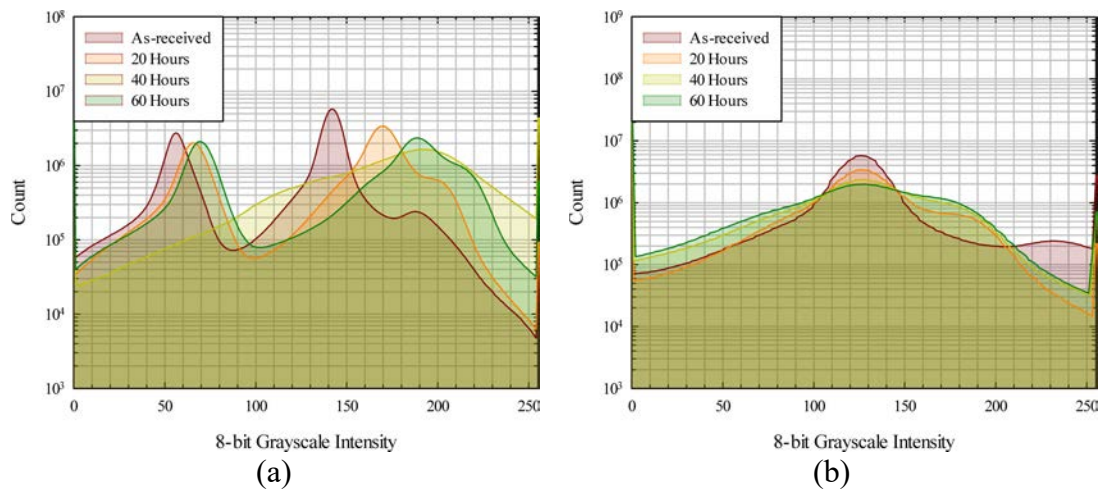 10⁸
10⁷
10⁶
10⁵
10⁴
10³
Count
As-received
20 Hours
40 Hours
60 Hours
0 50 100 150 200 250
8-bit Grayscale Intensity
(a)
10⁹
10⁸
10⁷
10⁶
10⁵
10⁴
10³
Count
As-received
20 Hours
40 Hours
60 Hours
0 50 100 150 200 250
8-bit Grayscale Intensity
(b)